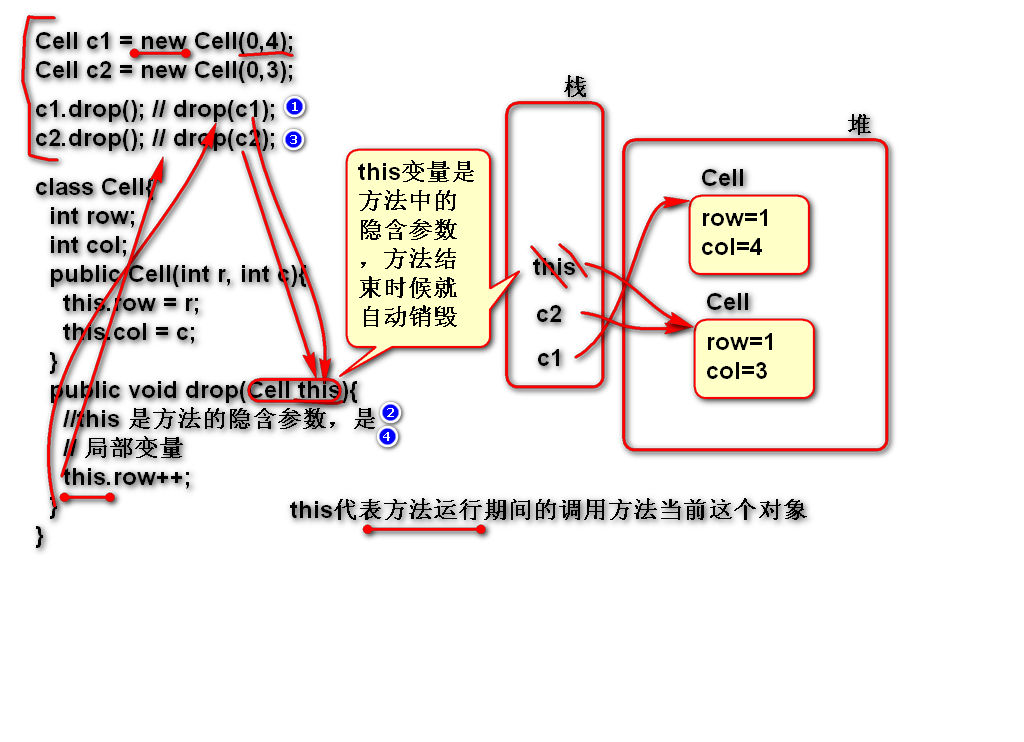 Cell c1 = new Cell(0,4);
Cell c2 = new Cell(0,3);
c1.drop(); // drop(c1); 1
c2.drop(); // drop(c2); 3
class Cell{
int row;
int col;
public Cell(int r, int c){
this.row = r;
this.col = c;
}
public void drop(Cell this){
//this 是方法的隐含参数，是 2
// 局部变量 4
this.row++;
}
}
this变量是
方法中的
隐含参数
，方法结
束时候就
自动销毁
栈
this
c2
c1
堆
Cell
row=1
col=4
Cell
row=1
col=3
this代表方法运行期间的调用方法当前这个对象